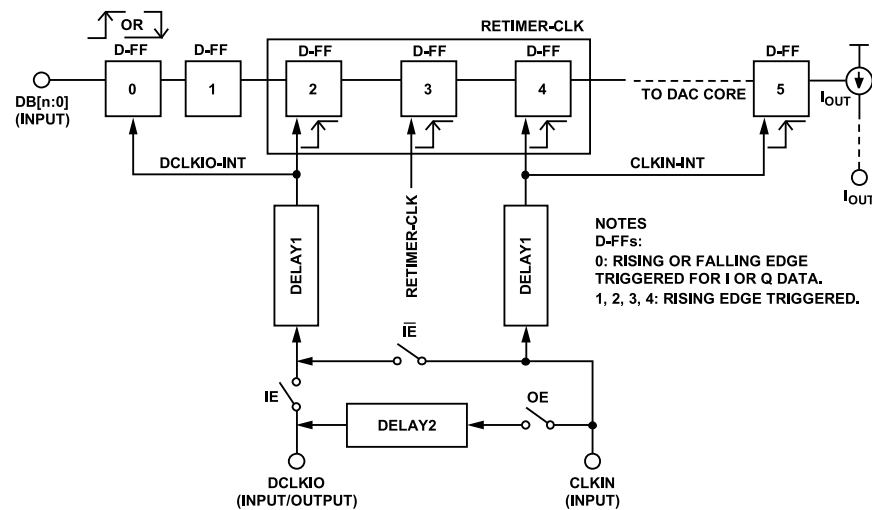 OR
RETIMER-CLK
D-FF
D-FF
D-FF
D-FF
D-FF
D-FF
0
1
2
3
4
5
DB[n:0]
(INPUT)
TO DAC CORE
IOUT
IOUT
DCLKIO-INT
CLKIN-INT
DELAY1
RETIMER-CLK
DELAY1
NOTES
D-FFs:
0: RISING OR FALLING EDGE
TRIGGERED FOR I OR Q DATA.
1, 2, 3, 4: RISING EDGE TRIGGERED.
I̅E̅
IE
OE
DELAY2
DCLKIO
(INPUT/OUTPUT)
CLKIN
(INPUT)